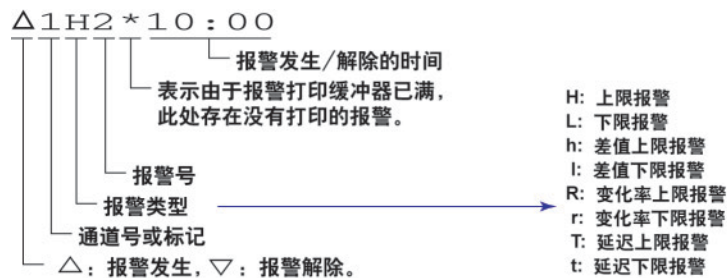 △1H2*10:00
报警发生/解除的时间
表示由于报警打印缓冲器已满，
此处存在没有打印的报警。
报警号
报警类型
通道号或标记
△：报警发生，▽：报警解除。
H: 上限报警
L: 下限报警
h: 差值上限报警
l: 差值下限报警
R: 变化率上限报警
r: 变化率下限报警
T: 延迟上限报警
t: 延迟下限报警